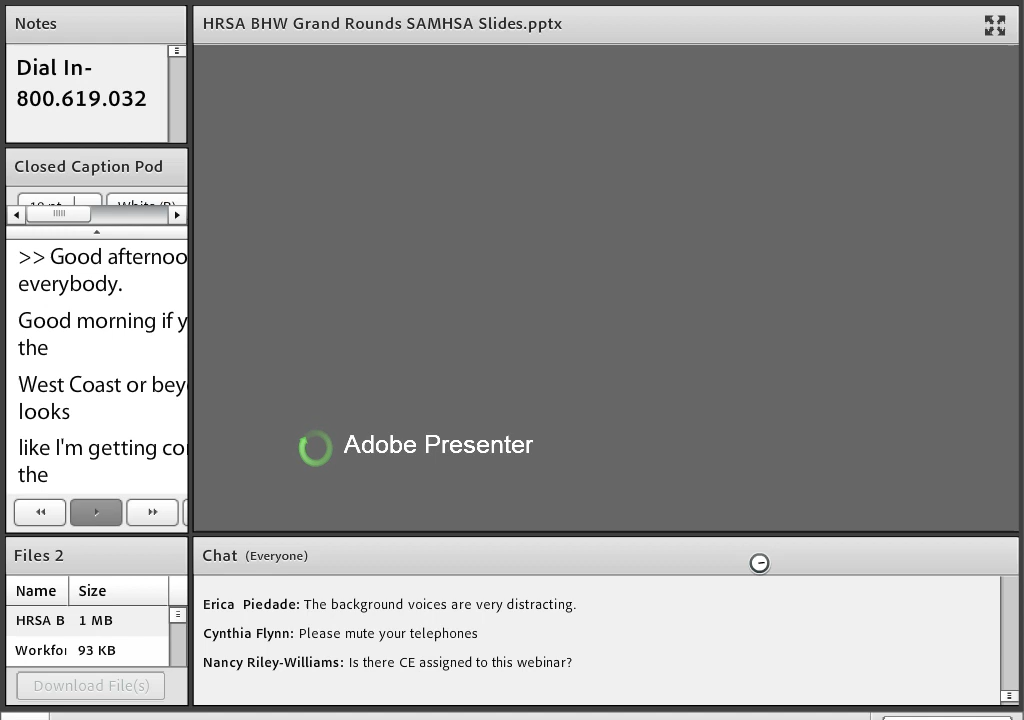 Notes
Dial In-
800.619.032
Closed Caption Pod
>> Good afternoo
everybody.
Good morning if y
the
West Coast or bey
looks
like I'm getting co
the
Files 2
Name Size
HRSA B 1 MB
Workfo 93 KB
Download File(s)
HRSA BHW Grand Rounds SAMHSA Slides.pptx
Adobe Presenter
Chat (Everyone)
Erica Piedade: The background voices are very distracting.
Cynthia Flynn: Please mute your telephones
Nancy Riley-Williams: Is there CE assigned to this webinar?